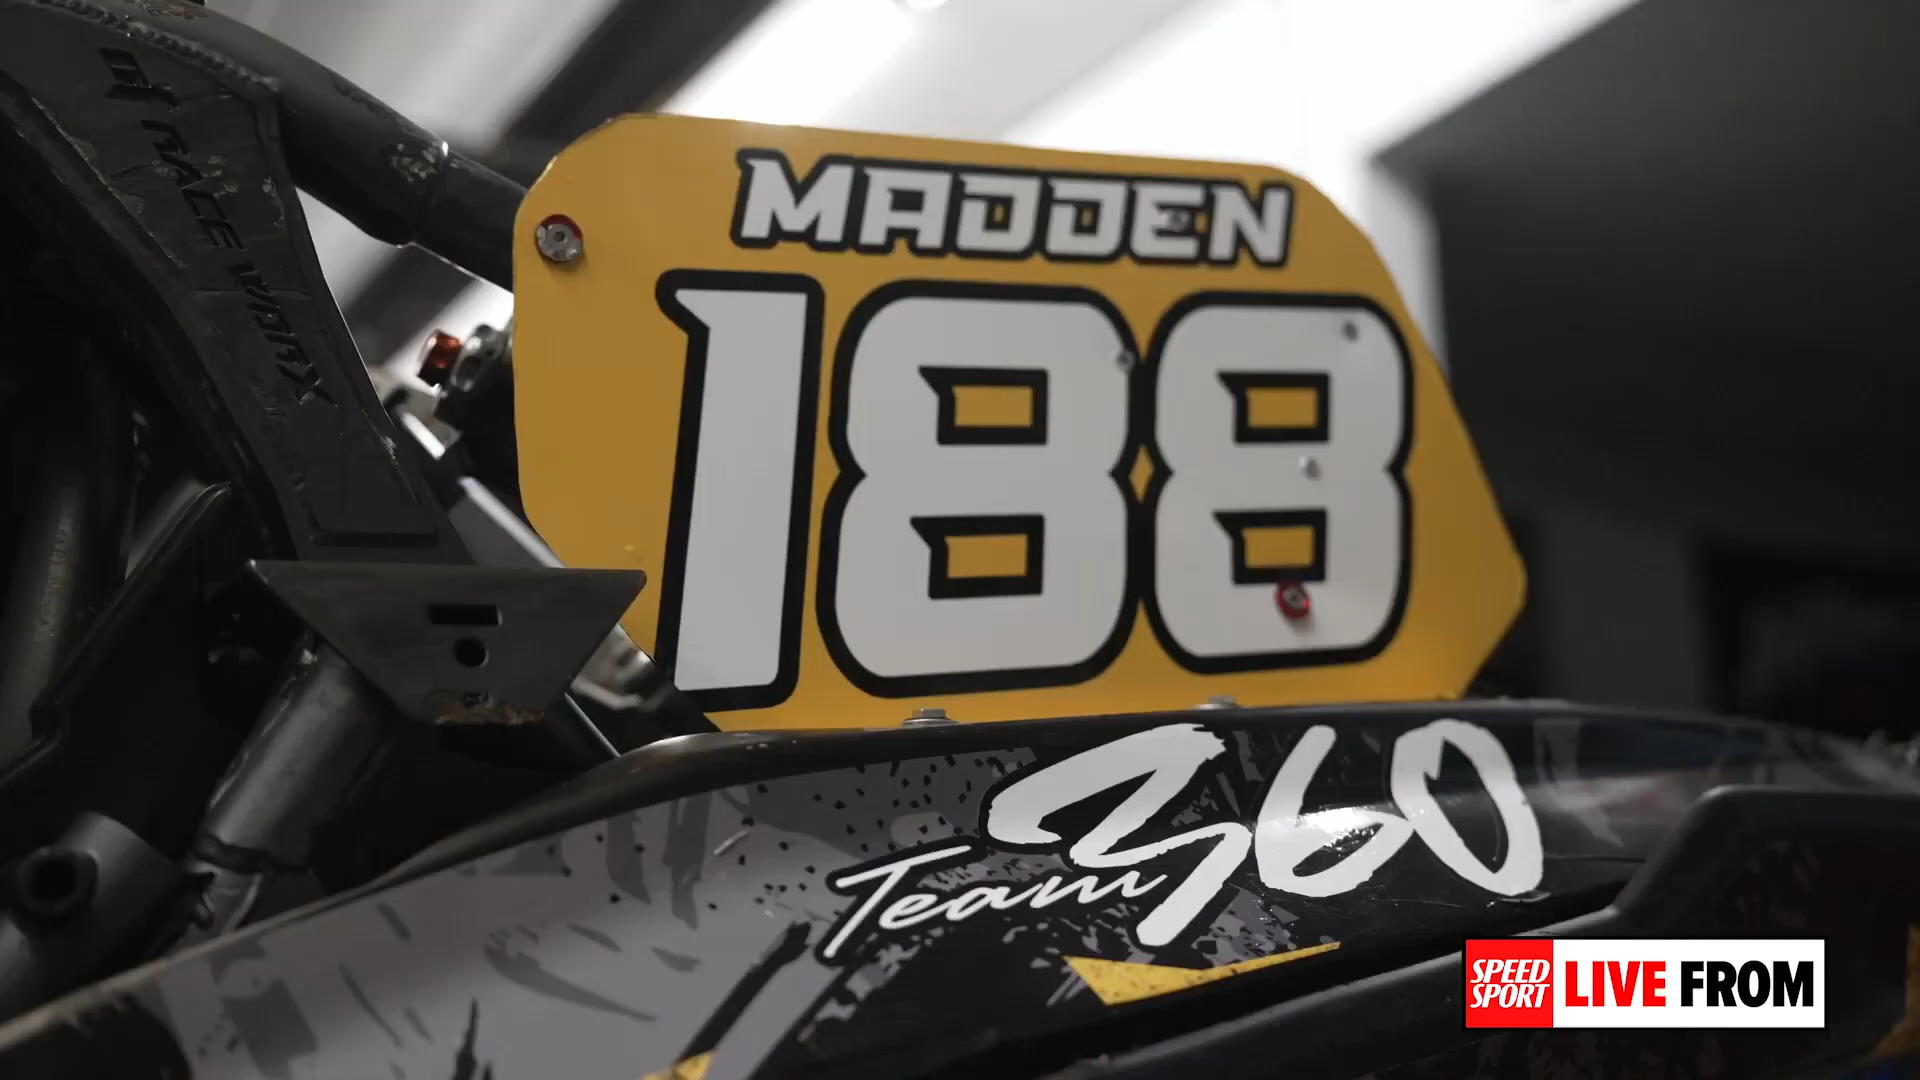 RACE WORX
MADDEN
188
Team 360
SPEED SPORT LIVE FROM